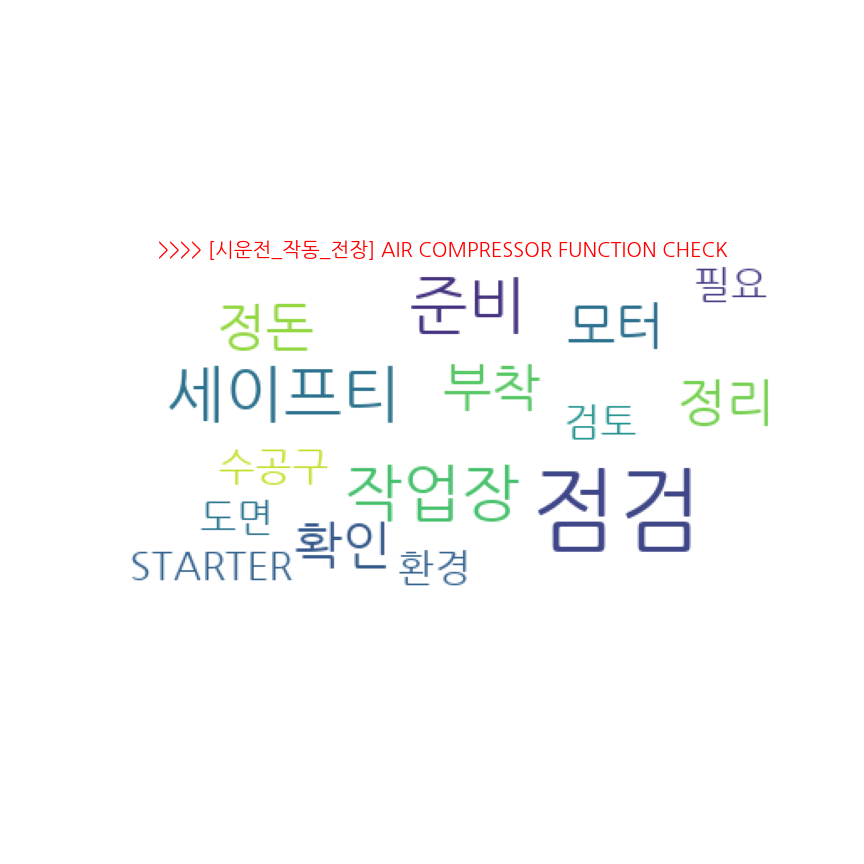 >>>> [시운전_작동_전장] AIR COMPRESSOR FUNCTION CHECK
필요
준비
정돈
모터
세이프티
부착
정리
검토
수공구
작업장
점검
도면
확인
STARTER
환경